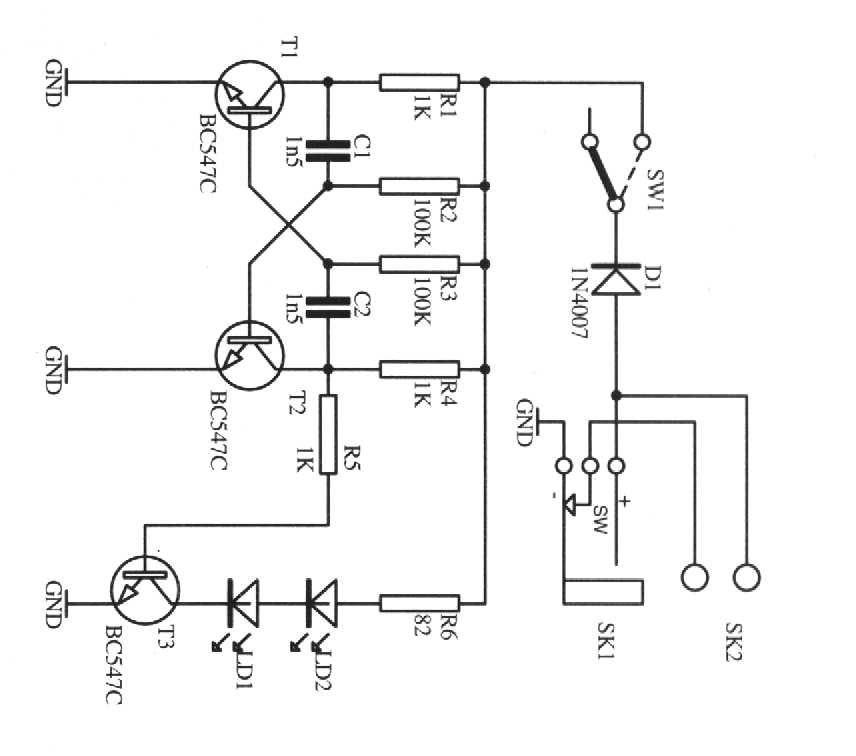 GND
T1
BC547C
R1
1K
C1
1n5
R2
100K
R3
100K
C2
1n5
R4
1K
GND
T2
BC547C
R5
1K
GND
T3
BC547C
LD1
LD2
R6
82
SW1
D1
1N4007
GND
-
SW
+
SK1
SK2